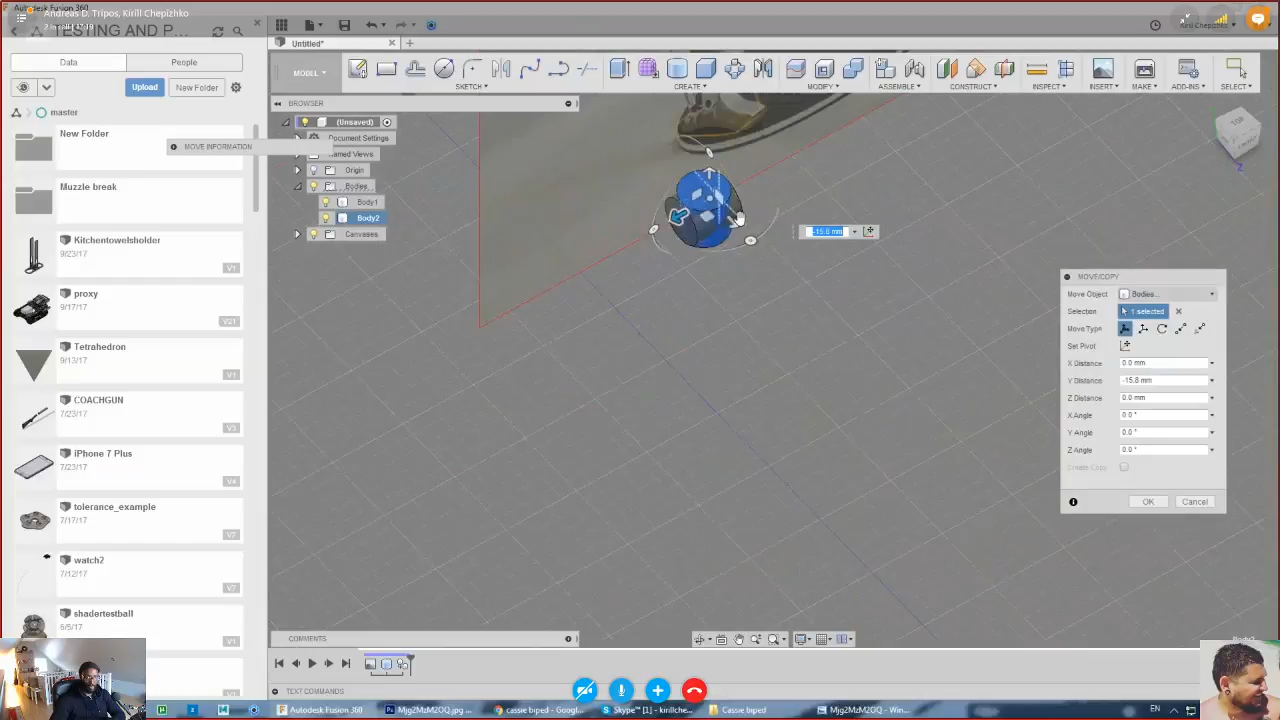 Autodesk Fusion 360
Andreas D. Tripos, Kirill Chepizhko
TESTING AND P...
Untitled*
Data
People
Upload
New Folder
master
New Folder
Muzzle break
Kitchentowelsholder
9/23/17
V1
proxy
9/17/17
V21
Tetrahedron
9/13/17
V1
COACHGUN
7/23/17
V3
iPhone 7 Plus
7/23/17
V4
tolerance_example
7/17/17
V2
watch2
7/12/17
V7
shadertestball
6/5/17
V1
MOVE INFORMATION
MODEL
SKETCH
CREATE
MODIFY
ASSEMBLE
CONSTRUCT
INSPECT
INSERT
MAKE
ADD-INS
SELECT
BROWSER
(Unsaved)
Document Settings
Named Views
Origin
Bodies
Body1
Body2
Canvases
TOP
Z
-15.8 mm
MOVE/COPY
Move Object
Bodies...
Selection
1 selected
Move Type
Set Pivot
X Distance
0.0 mm
Y Distance
-15.8 mm
Z Distance
0.0 mm
X Angle
0.0 °
Y Angle
0.0 °
Z Angle
0.0 °
Create Copy
OK
Cancel
COMMENTS
TEXT COMMANDS
Autodesk Fusion 360
Mjg2MzM2OQ.jpg ...
cassie biped - Googl...
Skype™ [1] - kirillche...
Cassie biped
Mjg2MzM2OQ - Win...
EN